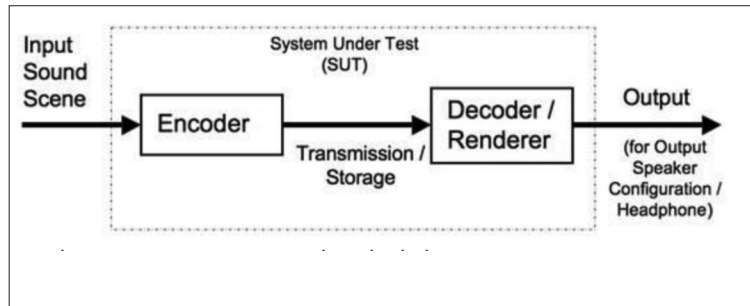 Input
Sound
Scene
System Under Test
(SUT)
Encoder
Transmission /
Storage
Decoder /
Renderer
Output
(for Output
Speaker
Configuration /
Headphone)